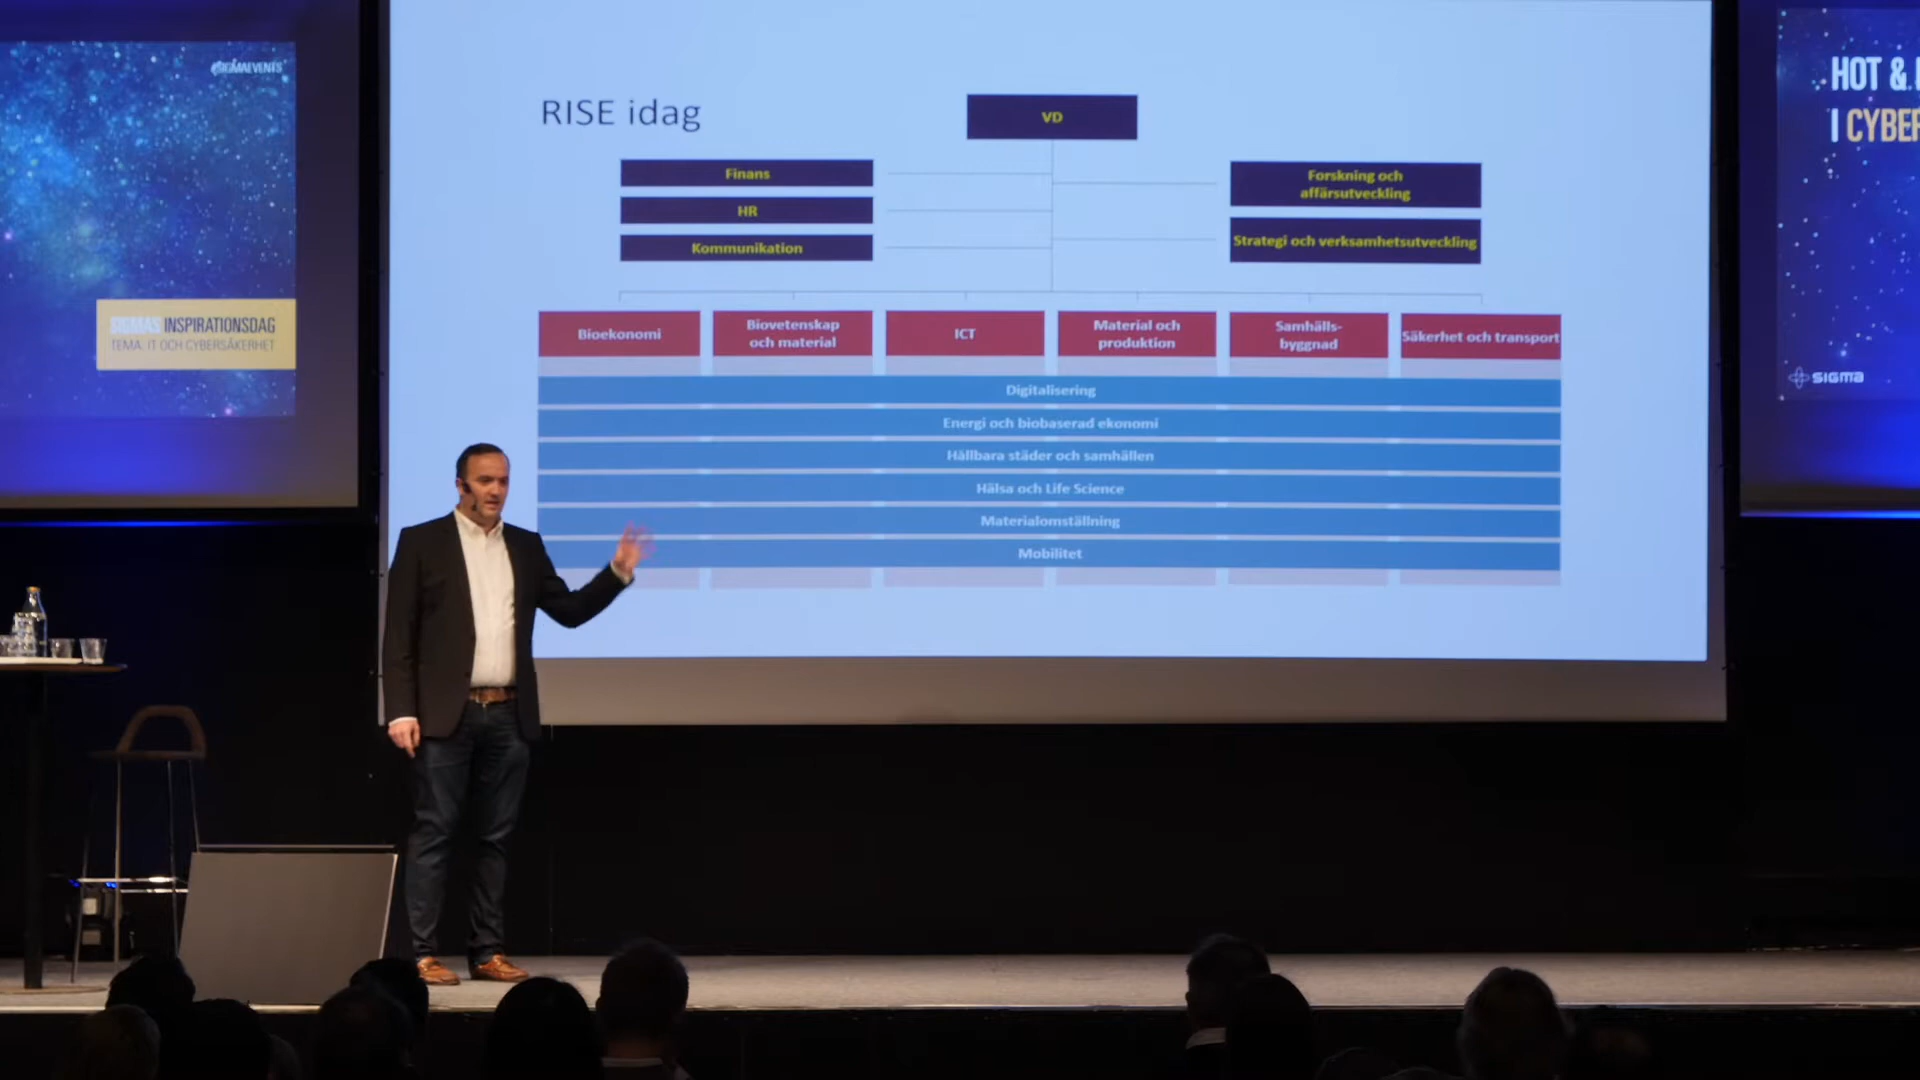 #SIGMAEVENTS
SIGMAS INSPIRATIONSDAG
TEMA: IT OCH CYBERSÄKERHET
RISE idag
VD
Finans
HR
Kommunikation
Forskning och
affärsutveckling
Strategi och verksamhetsutveckling
Bioekonomi
Biovetenskap
och material
ICT
Material och
produktion
Samhälls-
byggnad
Säkerhet och transport
Digitalisering
Energi och biobaserad ekonomi
Hållbara städer och samhällen
Hälsa och Life Science
Materialomställning
Mobilitet
HOT &
I CYBER
SIGMA